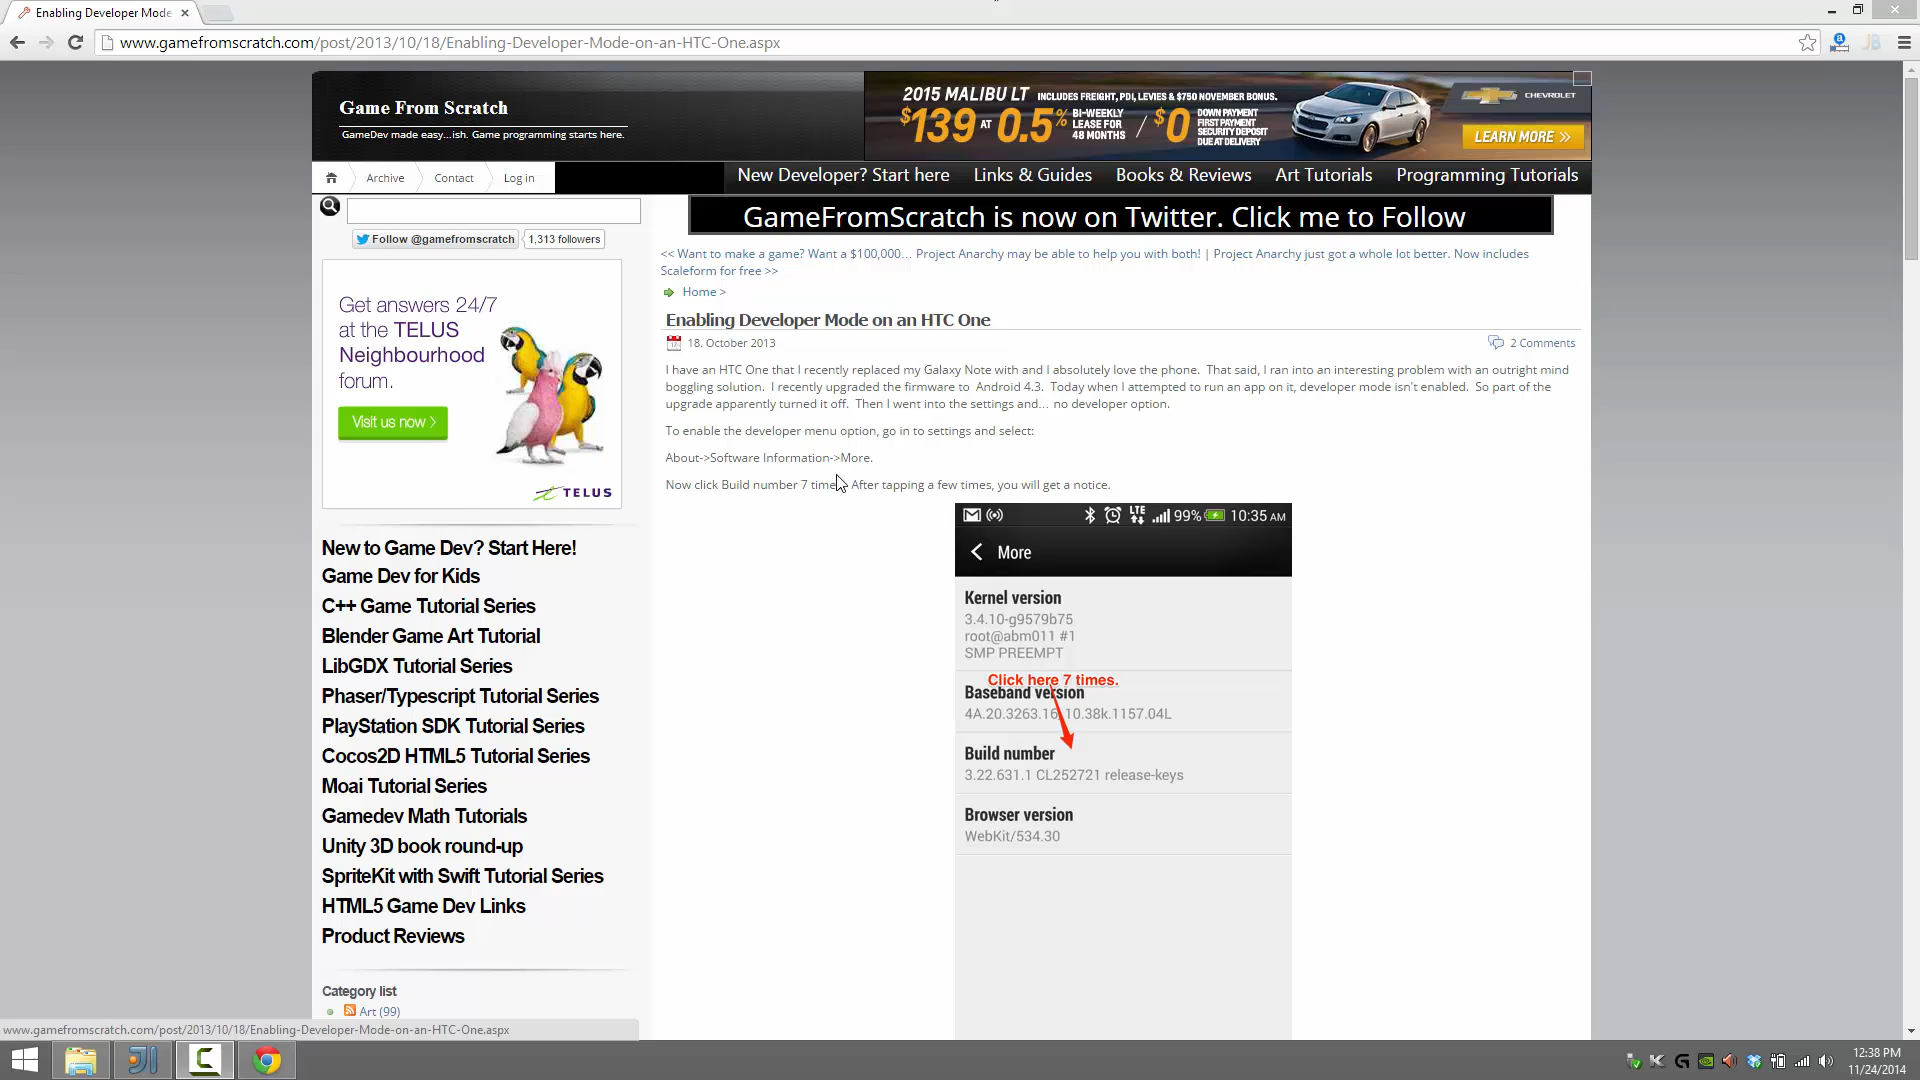 Enabling Developer Mode
www.gamefromscratch.com/post/2013/10/18/Enabling-Developer-Mode-on-an-HTC-One.aspx
Game From Scratch
GameDev made easy...ish. Game programming starts here.
2015 MALIBU LT INCLUDES FREIGHT, PDI, LEVIES & $750 NOVEMBER BONUS.
$139 AT 0.5% BI-WEEKLY LEASE FOR 48 MONTHS / $0 DOWN PAYMENT FIRST PAYMENT SECURITY DEPOSIT DUE AT DELIVERY
CHEVROLET
LEARN MORE »
Archive Contact Log in
New Developer? Start here Links & Guides Books & Reviews Art Tutorials Programming Tutorials
GameFromScratch is now on Twitter. Click me to Follow
Follow @gamefromscratch 1,313 followers
<< Want to make a game? Want a $100,000... Project Anarchy may be able to help you with both! | Project Anarchy just got a whole lot better. Now includes
Scaleform for free >>
Home >
Get answers 24/7
at the TELUS
Neighbourhood
forum.
Visit us now >
TELUS
Enabling Developer Mode on an HTC One
18. October 2013 2 Comments
I have an HTC One that I recently replaced my Galaxy Note with and I absolutely love the phone. That said, I ran into an interesting problem with an outright mind
boggling solution. I recently upgraded the firmware to Android 4.3. Today when I attempted to run an app on it, developer mode isn't enabled. So part of the
upgrade apparently turned it off. Then I went into the settings and... no developer option.
To enable the developer menu option, go in to settings and select:
About->Software Information->More.
Now click Build number 7 times. After tapping a few times, you will get a notice.
LTE 99% 10:35 AM
More
Kernel version
3.4.10-g9579b75
root@abm011 #1
SMP PREEMPT
Click here 7 times.
Baseband version
4A.20.3263.16 10.38k.1157.04L
Build number
3.22.631.1 CL252721 release-keys
Browser version
WebKit/534.30
New to Game Dev? Start Here!
Game Dev for Kids
C++ Game Tutorial Series
Blender Game Art Tutorial
LibGDX Tutorial Series
Phaser/Typescript Tutorial Series
PlayStation SDK Tutorial Series
Cocos2D HTML5 Tutorial Series
Moai Tutorial Series
Gamedev Math Tutorials
Unity 3D book round-up
SpriteKit with Swift Tutorial Series
HTML5 Game Dev Links
Product Reviews
Category list
Art (99)
www.gamefromscratch.com/post/2013/10/18/Enabling-Developer-Mode-on-an-HTC-One.aspx
12:38 PM
11/24/2014